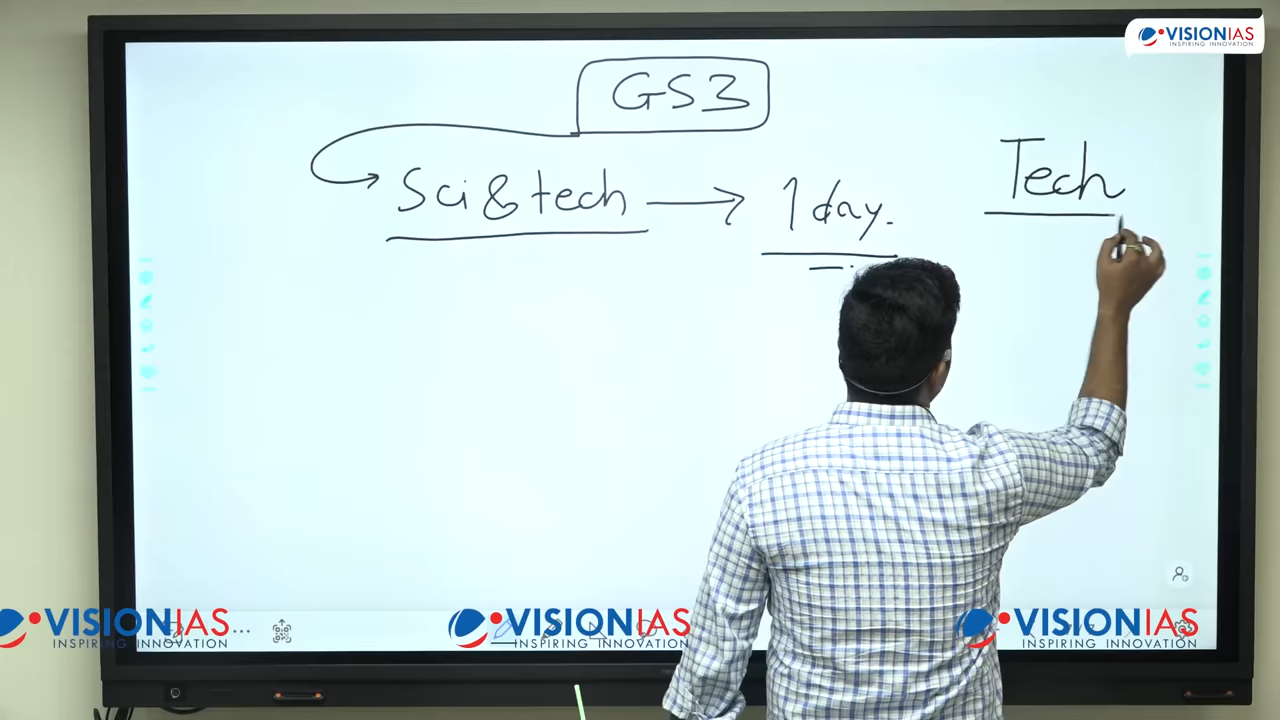 VISIONIAS
INSPIRING INNOVATION
GS3
Sci & tech → 1 day.
Tech
VISIONIAS
INSPIRING INNOVATION
VISIONIAS
INSPIRING INNOVATION
VISIONIAS
INSPIRING INNOVATION